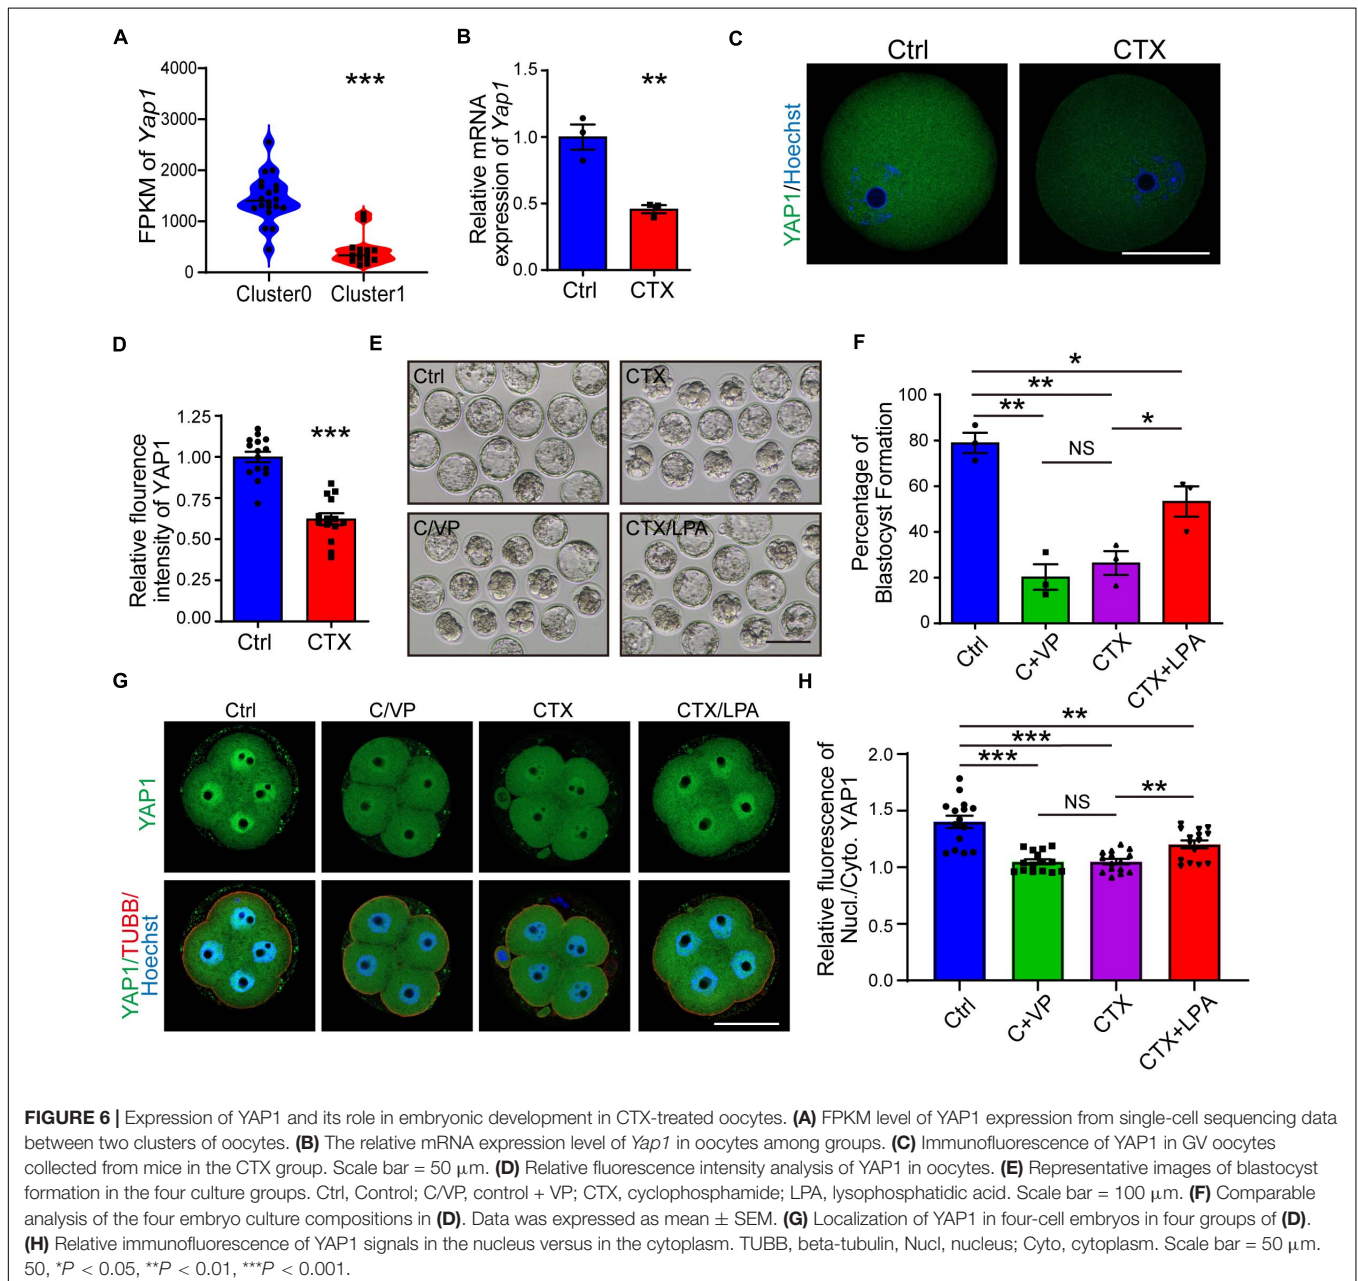 A
FPKM of Yap1
4000
3000
2000
1000
0
***
Cluster0 Cluster1
B
Relative mRNA
expression of Yap1
1.5
1.0
0.5
0.0
**
Ctrl CTX
C
Ctrl CTX
YAP1/Hoechst
D
Relative flourence
intensity of YAP1
1.25
1.00
0.75
0.50
0.25
0.00
***
Ctrl CTX
E
Ctrl CTX
C/VP CTX/LPA
F
Percentage of
Blastocyst Formation
100
80
60
40
20
0
*
**
**
*
NS
Ctrl C+VP CTX CTX+LPA
G
Ctrl C/VP CTX CTX/LPA
YAP1
YAP1/TUBB/
Hoechst
H
Relative fluorescence of
Nucl./Cyto. YAP1
2.0
1.5
1.0
0.5
0.0
**
***
***
**
NS
Ctrl C+VP CTX CTX+LPA
FIGURE 6 | Expression of YAP1 and its role in embryonic development in CTX-treated oocytes. (A) FPKM level of YAP1 expression from single-cell sequencing data
between two clusters of oocytes. (B) The relative mRNA expression level of Yap1 in oocytes among groups. (C) Immunofluorescence of YAP1 in GV oocytes
collected from mice in the CTX group. Scale bar = 50 μm. (D) Relative fluorescence intensity analysis of YAP1 in oocytes. (E) Representative images of blastocyst
formation in the four culture groups. Ctrl, Control; C/VP, control + VP; CTX, cyclophosphamide; LPA, lysophosphatidic acid. Scale bar = 100 μm. (F) Comparable
analysis of the four embryo culture compositions in (D). Data was expressed as mean ± SEM. (G) Localization of YAP1 in four-cell embryos in four groups of (D).
(H) Relative immunofluorescence of YAP1 signals in the nucleus versus in the cytoplasm. TUBB, beta-tubulin, Nucl, nucleus; Cyto, cytoplasm. Scale bar = 50 μm.
50, *P < 0.05, **P < 0.01, ***P < 0.001.